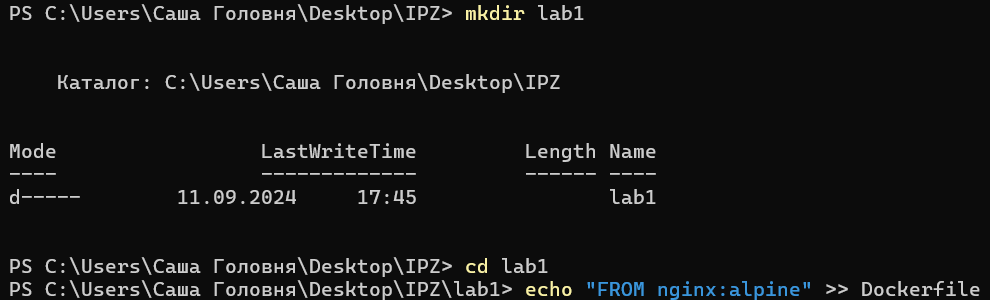 PS C:\Users\Саша Головня\Desktop\IPZ> mkdir lab1
Каталог: C:\Users\Саша Головня\Desktop\IPZ
Mode                 LastWriteTime         Length Name
----                 -------------         ------ ----
d-----        11.09.2024     17:45                lab1
PS C:\Users\Саша Головня\Desktop\IPZ> cd lab1
PS C:\Users\Саша Головня\Desktop\IPZ\lab1> echo "FROM nginx:alpine" >> Dockerfile